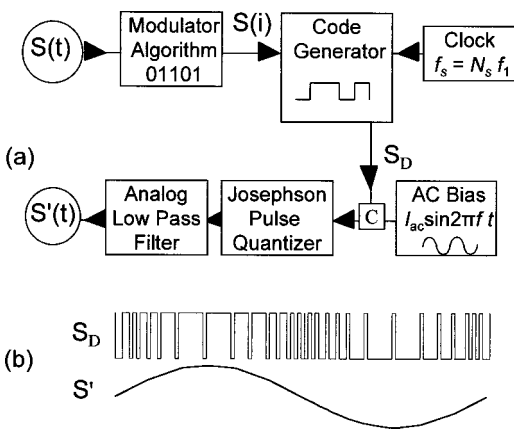 S(t)
Modulator
Algorithm
01101
S(i)
Code
Generator
Clock
f_s = N_s f_1
(a)
S_D
S'(t)
Analog
Low Pass
Filter
Josephson
Pulse
Quantizer
C
AC Bias
I_ac sin2πf t
S_D
(b)
S'